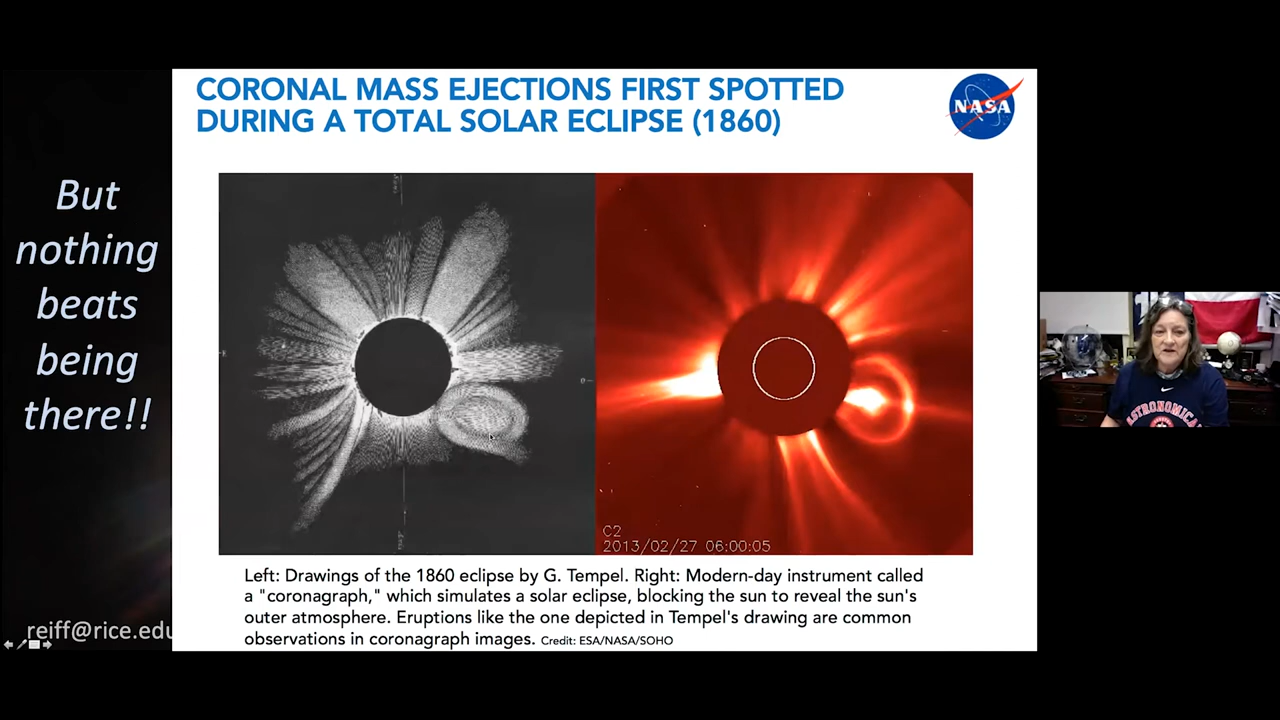 CORONAL MASS EJECTIONS FIRST SPOTTED
DURING A TOTAL SOLAR ECLIPSE (1860)
NASA
But
nothing
beats
being
there!!
C2
2013/02/27 06:00:05
Left: Drawings of the 1860 eclipse by G. Tempel. Right: Modern-day instrument called
a "coronagraph," which simulates a solar eclipse, blocking the sun to reveal the sun's
outer atmosphere. Eruptions like the one depicted in Tempel's drawing are common
observations in coronagraph images. Credit: ESA/NASA/SOHO
reiff@rice.edu
ASTRONOMICAL